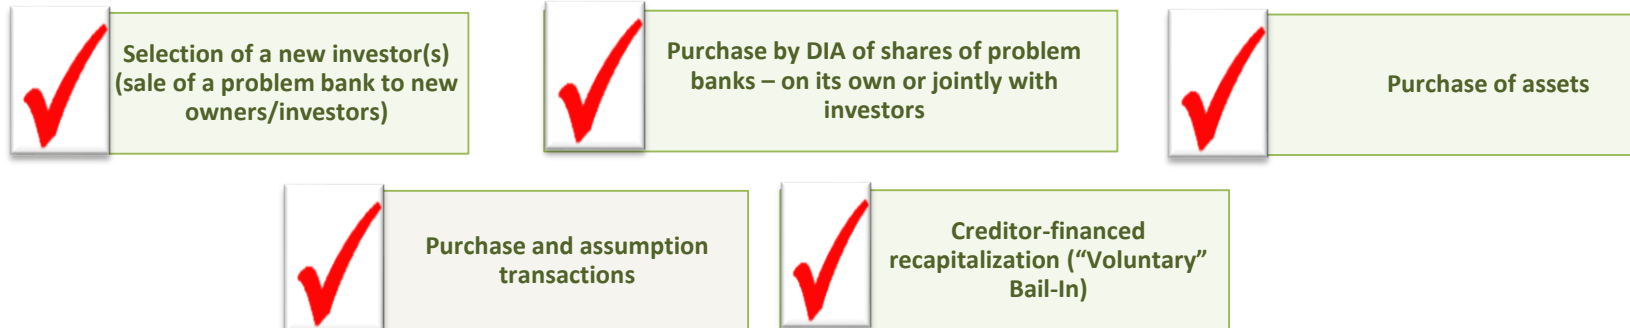 Selection of a new investor(s)
(sale of a problem bank to new
owners/investors)
Purchase by DIA of shares of problem
banks – on its own or jointly with
investors
Purchase of assets
Purchase and assumption
transactions
Creditor-financed
recapitalization (“Voluntary”
Bail-In)